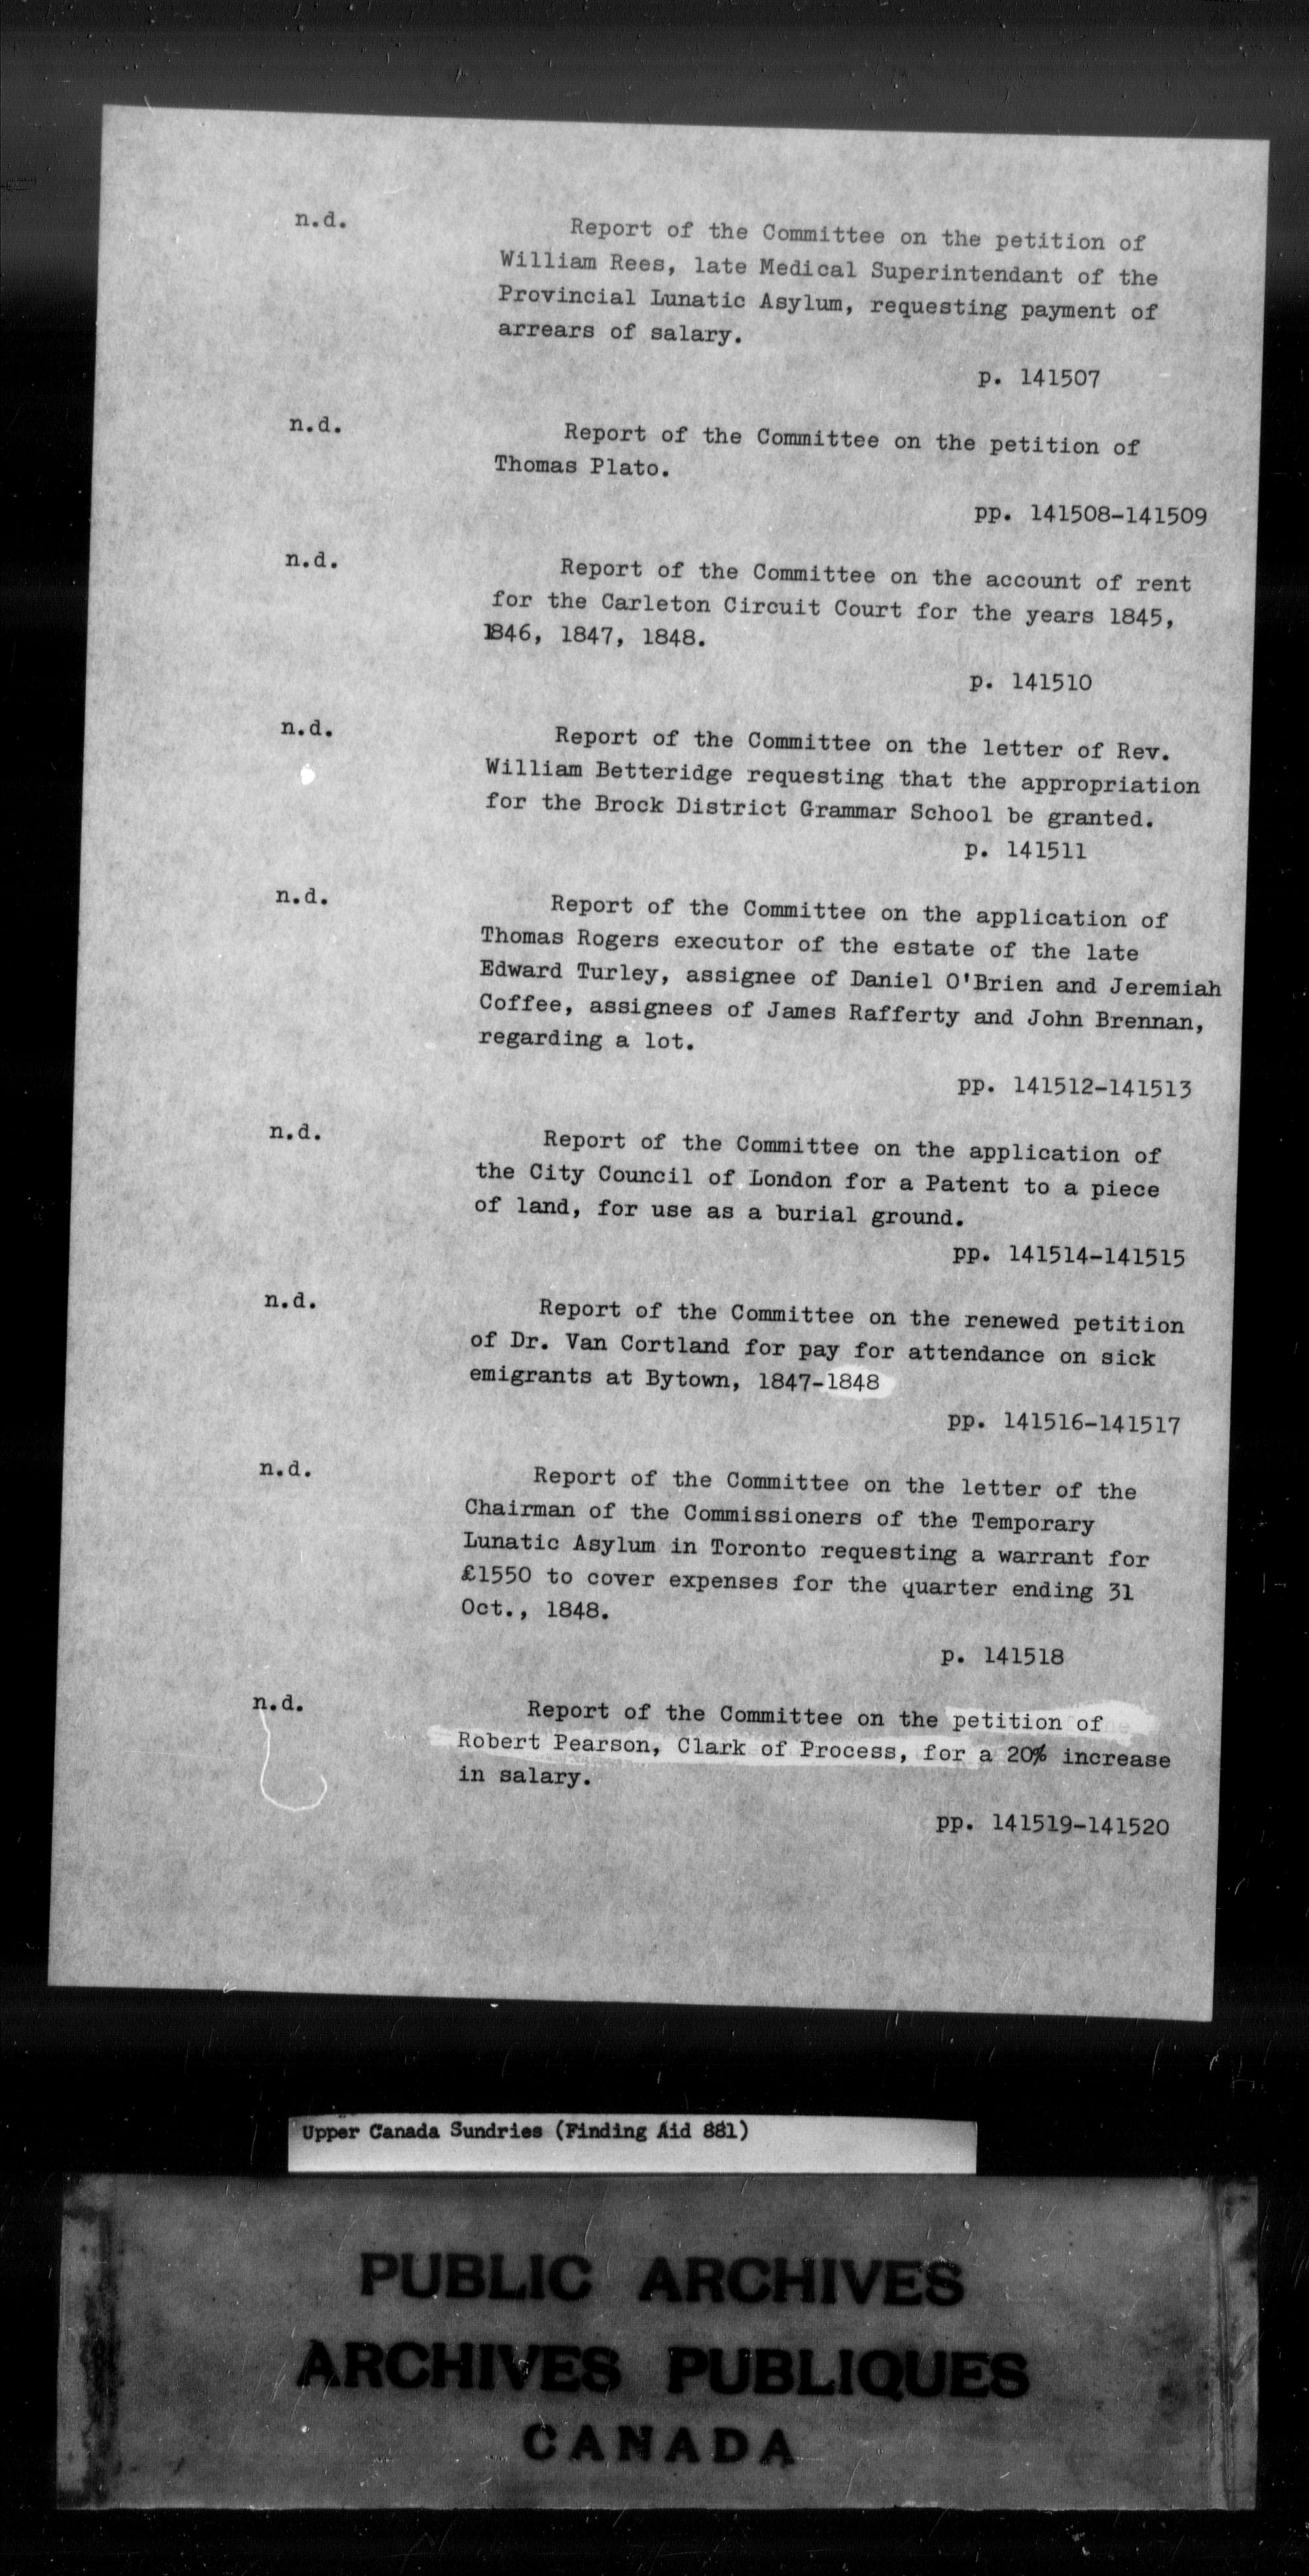 n.d.
Report of the Committee on the petition of
William Rees, late Medical Superintendant of the
Provincial Lunatic Asylum, requesting payment of
arrears of salary.
p. 141507
n.d.
Report of the Committee on the petition of
Thomas Plato.
pp. 141508-141509
n.d.
Report of the Committee on the account of rent
for the Carleton Circuit Court for the years 1845,
1846, 1847, 1848.
p. 141510
n.d.
Report of the Committee on the letter of Rev.
William Betteridge requesting that the appropriation
for the Brock District Grammar School be granted.
p. 141511
n.d.
Report of the Committee on the application of
Thomas Rogers executor of the estate of the late
Edward Turley, assignee of Daniel O'Brien and Jeremiah
Coffee, assignees of James Rafferty and John Brennan,
regarding a lot.
pp. 141512-141513
n.d.
Report of the Committee on the application of
the City Council of London for a Patent to a piece
of land, for use as a burial ground.
pp. 141514-141515
n.d.
Report of the Committee on the renewed petition
of Dr. Van Cortland for pay for attendance on sick
emigrants at Bytown, 1847-1848
pp. 141516-141517
n.d.
Report of the Committee on the letter of the
Chairman of the Commissioners of the Temporary
Lunatic Asylum in Toronto requesting a warrant for
£1550 to cover expenses for the quarter ending 31
Oct., 1848.
p. 141518
n.d.
Report of the Committee on the petition of
Robert Pearson, Clark of Process, for a 20% increase
in salary.
pp. 141519-141520
Upper Canada Sundries (Finding Aid 881)
PUBLIC ARCHIVES
ARCHIVES PUBLIQUES
CANADA